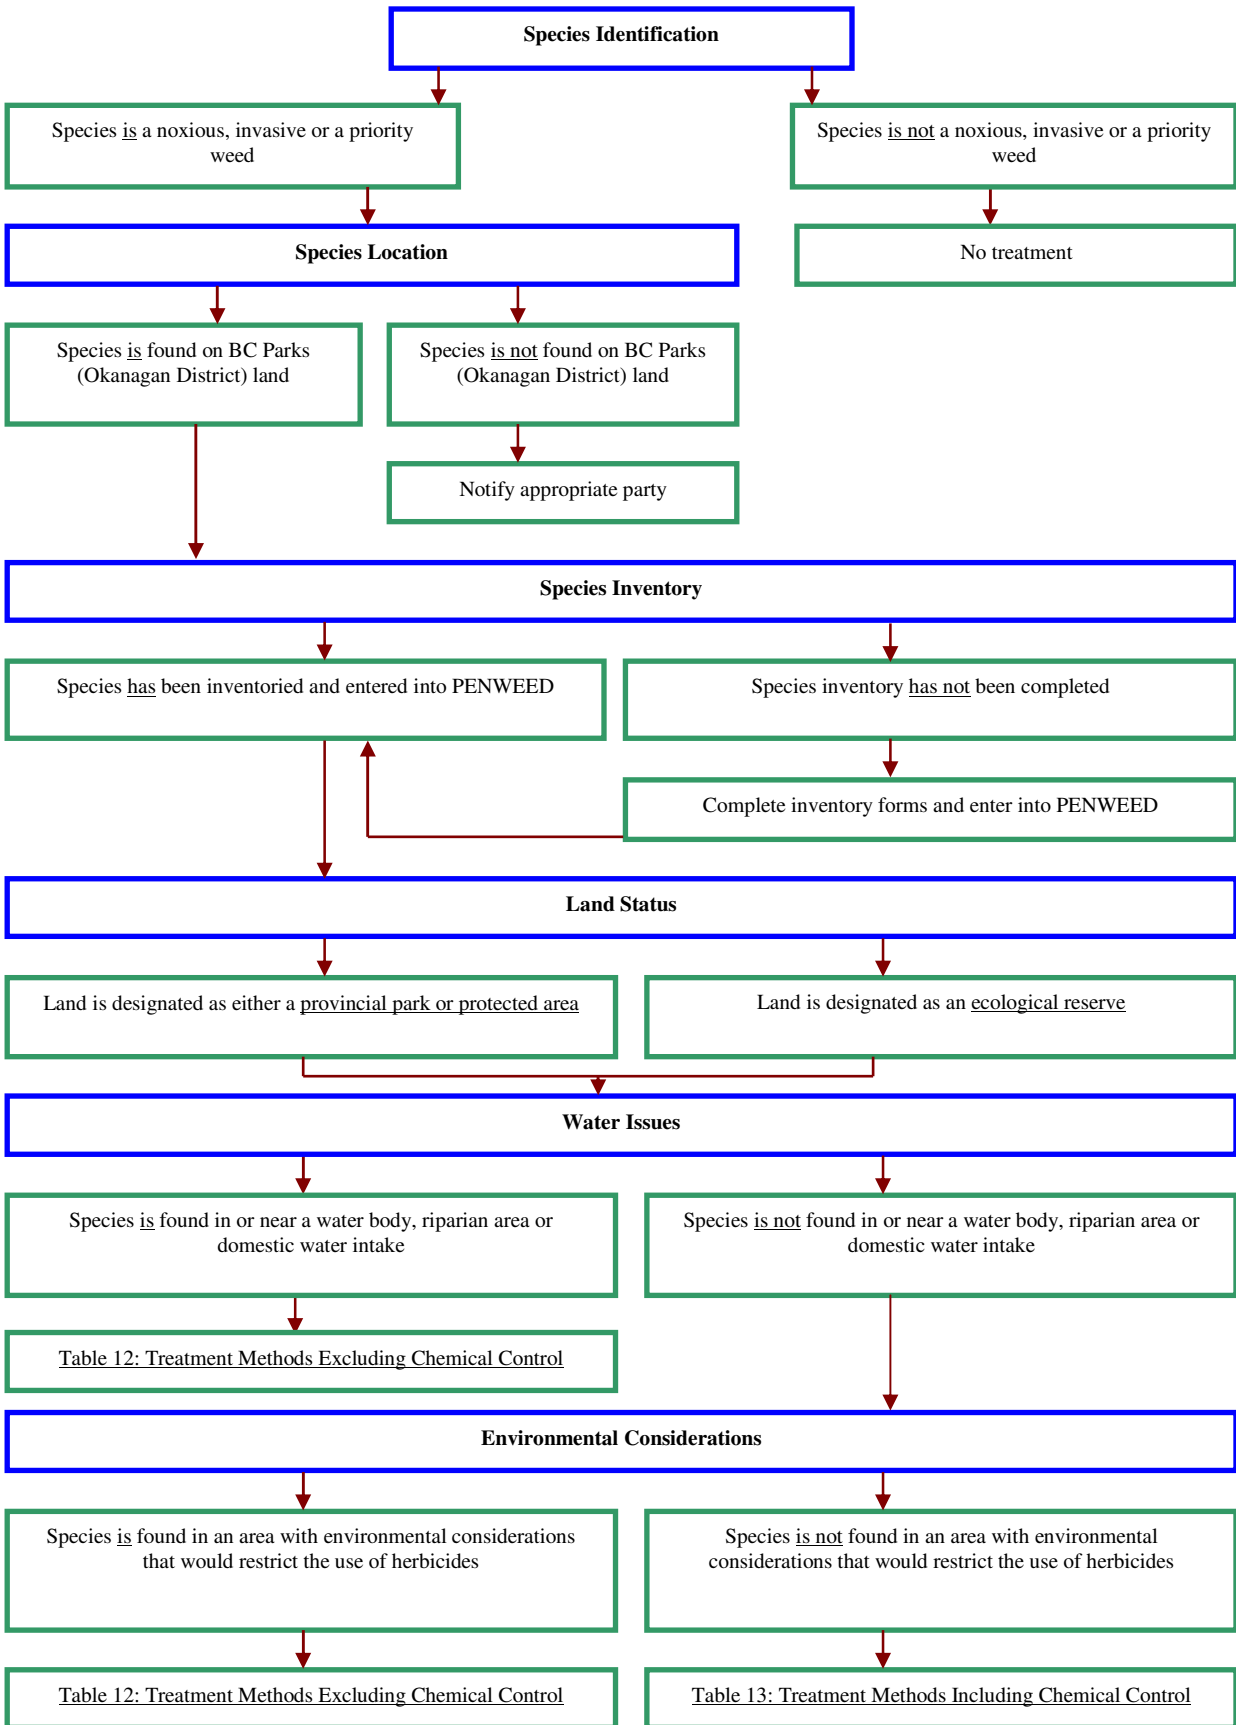 Species Identification
Species is a noxious, invasive or a priority
weed
Species is not a noxious, invasive or a priority
weed
Species Location
No treatment
Species is found on BC Parks
(Okanagan District) land
Species is not found on BC Parks
(Okanagan District) land
Notify appropriate party
Species Inventory
Species has been inventoried and entered into PENWEED
Species inventory has not been completed
Complete inventory forms and enter into PENWEED
Land Status
Land is designated as either a provincial park or protected area
Land is designated as an ecological reserve
Water Issues
Species is found in or near a water body, riparian area or
domestic water intake
Species is not found in or near a water body, riparian area or
domestic water intake
Table 12: Treatment Methods Excluding Chemical Control
Environmental Considerations
Species is found in an area with environmental considerations
that would restrict the use of herbicides
Species is not found in an area with environmental
considerations that would restrict the use of herbicides
Table 12: Treatment Methods Excluding Chemical Control
Table 13: Treatment Methods Including Chemical Control